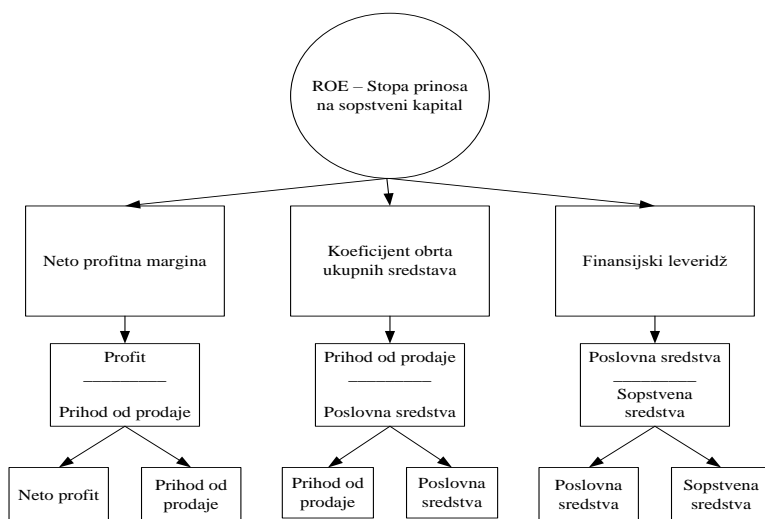 ROE – Stopa prinosa
na sopstveni kapital
Neto profitna margina
Koeficijent obrta
ukupnih sredstava
Finansijski leveridž
Profit
Prihod od prodaje
Prihod od prodaje
Poslovna sredstva
Poslovna sredstva
Sopstvena
sredstva
Neto profit
Prihod od
prodaje
Prihod od
prodaje
Poslovna
sredstva
Poslovna
sredstva
Sopstvena
sredstva